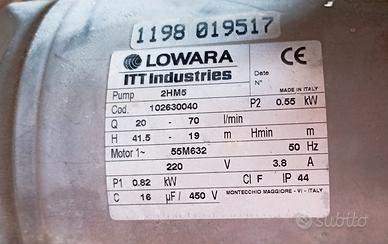 1198 019517
LOWARA
ITT Industries
CE
Date
N°
MADE IN ITALY
Pump 2HM5
P2 0.55 kW
Cod. 102630040
Q 20 - 70 l/min
H 41.5 - 19 m Hmin m
Motor 1~ 55M632 50 Hz
220 V 3.8 A
P1 0.82 kW Cl F IP 44
C 16 µF / 450 V MONTECCHIO MAGGIORE - VI - ITALY
subito